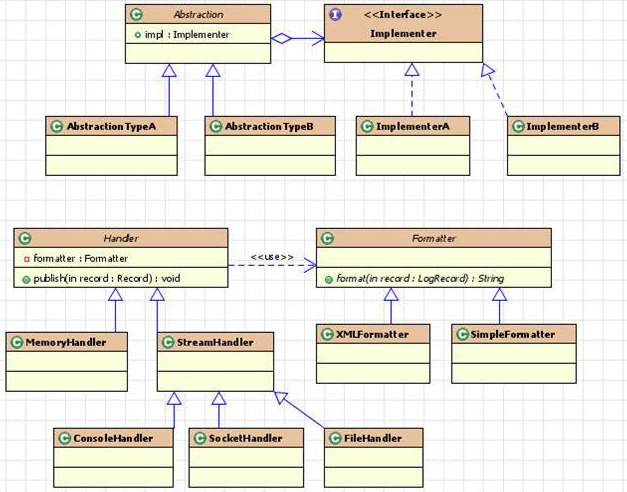 Abstraction
impl : Implementer
I
<<Interface>>
Implementer
C AbstractionTypeA
C AbstractionTypeB
C ImplementerA
C ImplementerB
C Handler
formatter : Formatter
publish(in record : Record) : void
<<use>>
C Formatter
format(in record : LogRecord) : String
C MemoryHandler
C StreamHandler
C XMLFormatter
C SimpleFormatter
C ConsoleHandler
C SocketHandler
C FileHandler